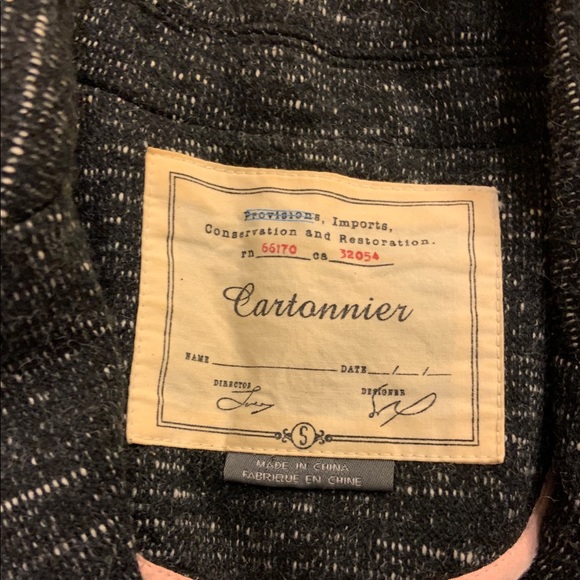 Provisions, Imports,
Conservation and Restoration.
rn 66170 ca 32054
Cartonnier
NAME DATE / /
DIRECTOR DESIGNER
S
MADE IN CHINA
FABRIQUÉ EN CHINE